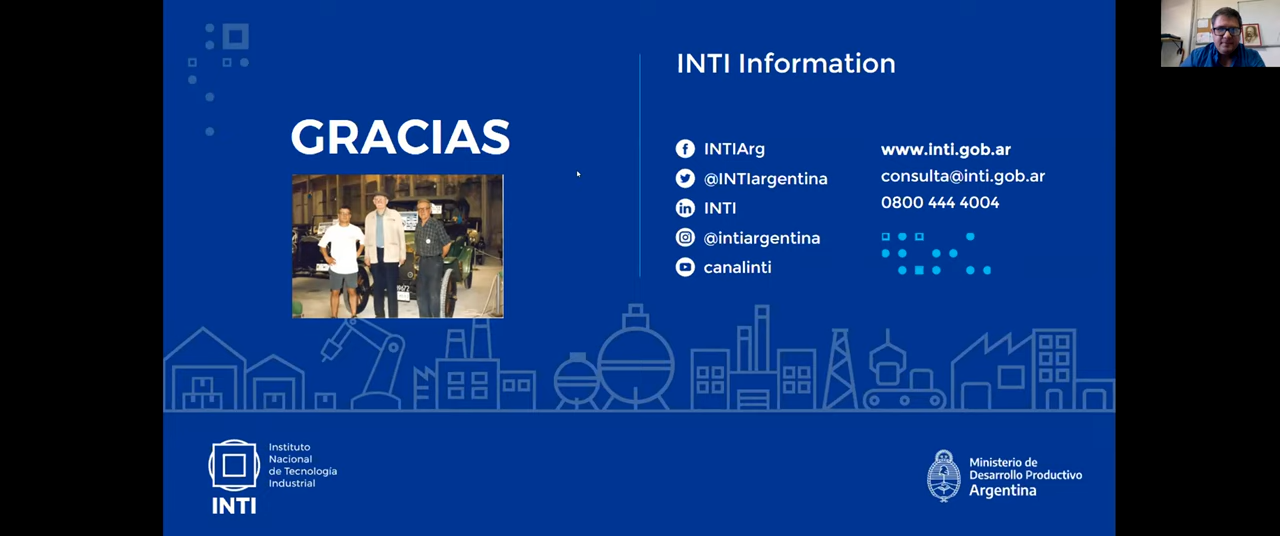 GRACIAS
INTI Information
INTIArg
@INTIargentina
INTI
@intiargentina
canalinti
www.inti.gob.ar
consulta@inti.gob.ar
0800 444 4004
Instituto
Nacional
de Tecnología
Industrial
INTI
Ministerio de
Desarrollo Productivo
Argentina